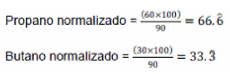 Propano normalizado = (60×100)/90 = 66.6̂
Butano normalizado = (30×100)/90 = 33.3̂